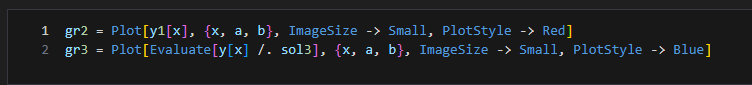 1 gr2 = Plot[y1[x], {x, a, b}, ImageSize -> Small, PlotStyle -> Red]
2 gr3 = Plot[Evaluate[y[x] /. sol3], {x, a, b}, ImageSize -> Small, PlotStyle -> Blue]